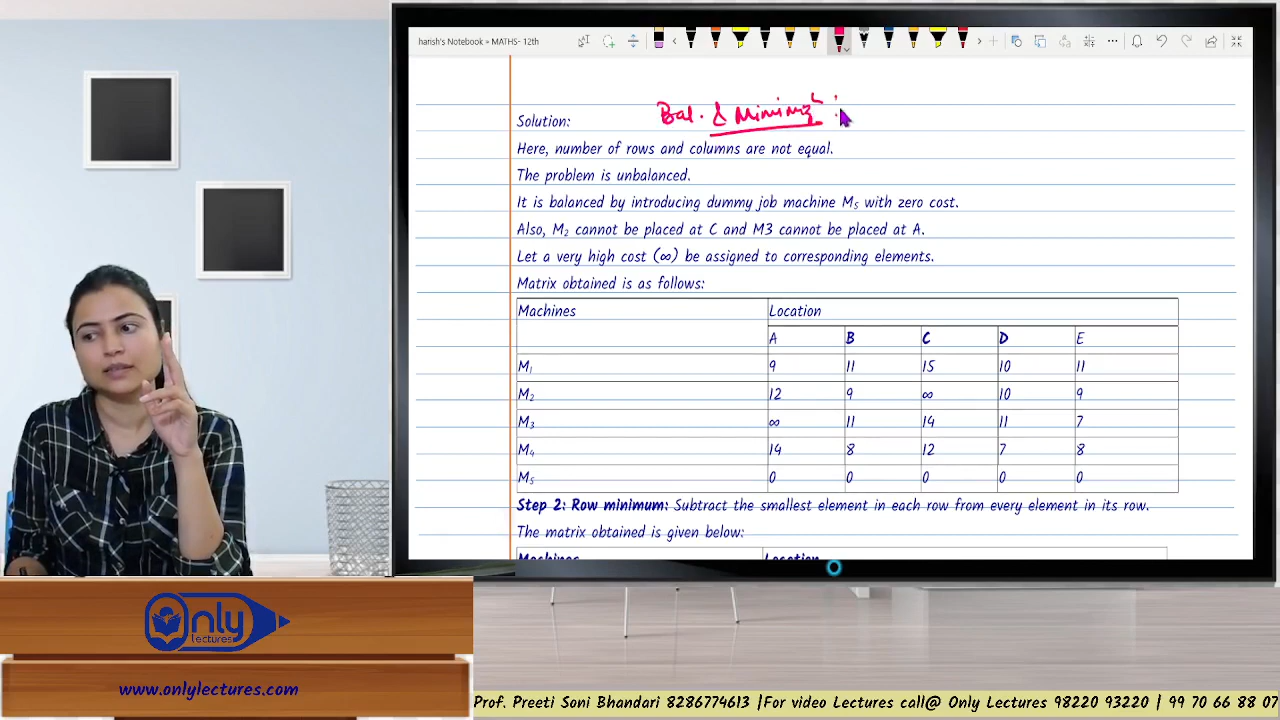 harish's Notebook » MATHS- 12th
Bal. & Minimizⁿ :
Solution:
Here, number of rows and columns are not equal.
The problem is unbalanced.
It is balanced by introducing dummy job machine M₅ with zero cost.
Also, M₂ cannot be placed at C and M3 cannot be placed at A.
Let a very high cost (∞) be assigned to corresponding elements.
Matrix obtained is as follows:
Machines Location
A B C D E
M₁ 9 11 15 10 11
M₂ 12 9 ∞ 10 9
M₃ ∞ 11 14 11 7
M₄ 14 8 12 7 8
M₅ 0 0 0 0 0
Step 2: Row minimum: Subtract the smallest element in each row from every element in its row.
The matrix obtained is given below:
Machines Location
Only
lectures
www.onlylectures.com
Prof. Preeti Soni Bhandari 8286774613 |For video Lectures call@ Only Lectures 98220 93220 | 99 70 66 88 07